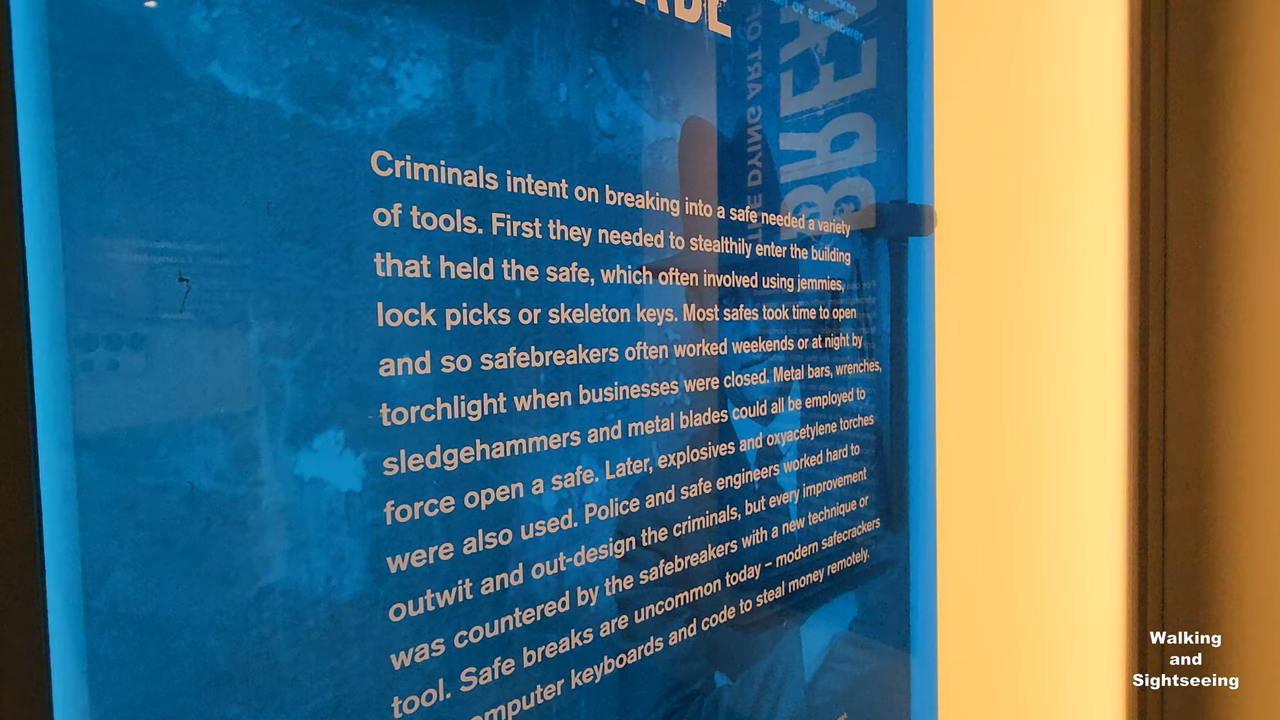 Criminals intent on breaking into a safe needed a variety
of tools. First they needed to stealthily enter the building
that held the safe, which often involved using jemmies,
lock picks or skeleton keys. Most safes took time to open
and so safebreakers often worked weekends or at night by
torchlight when businesses were closed. Metal bars, wrenches,
sledgehammers and metal blades could all be employed to
force open a safe. Later, explosives and oxyacetylene torches
were also used. Police and safe engineers worked hard to
outwit and out-design the criminals, but every improvement
was countered by the safebreakers with a new technique or
tool. Safe breaks are uncommon today – modern safecrackers
computer keyboards and code to steal money remotely.
THE DYING ART OF
or safeblower
Walking
and
Sightseeing